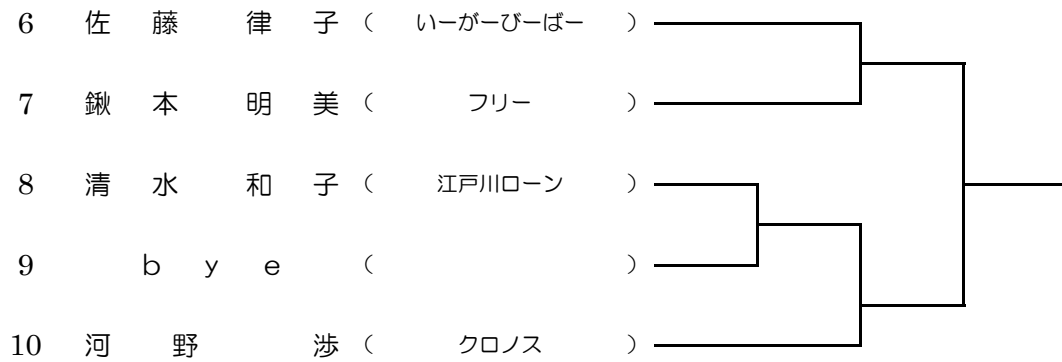 6 佐藤 律子 （ いーがーびーばー ）
7 鍬本 明美 （ フリー ）
8 清水 和子 （ 江戸川ローン ）
9 ｂｙｅ （ ）
10 河野 渉 （ クロノス ）